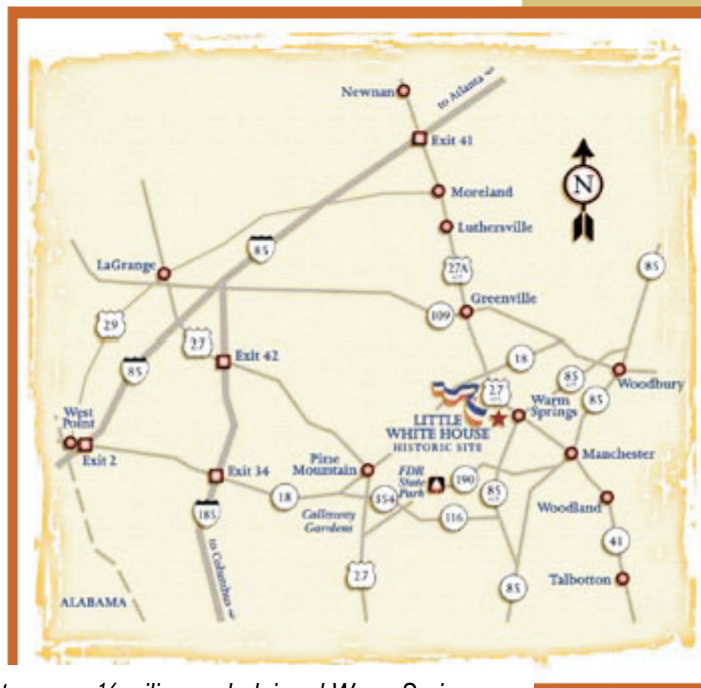 Newnan
to Atlanta
Exit 41
Moreland
N
Luthersville
85
LaGrange
27A
85
Greenville
109
29
27
18
85
Exit 42
85
27
85
Woodbury
West
Point
Warm
Springs
LITTLE
WHITE HOUSE
HISTORIC SITE
Exit 2
Pine
Mountain
Manchester
FDR
State
Park
190
Exit 34
18
154
85
Woodland
Callaway
Gardens
116
185
41
to Columbus
27
85
Talbotton
ALABAMA